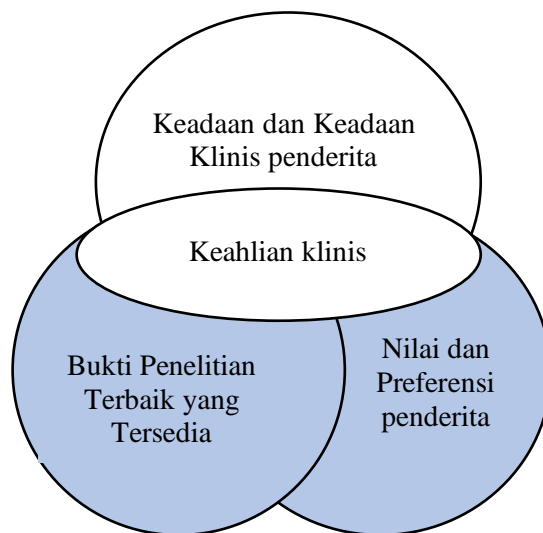 Keadaan dan Keadaan
Klinis penderita
Keahlian klinis
Bukti Penelitian
Terbaik yang
Tersedia
Nilai dan
Preferensi
penderita